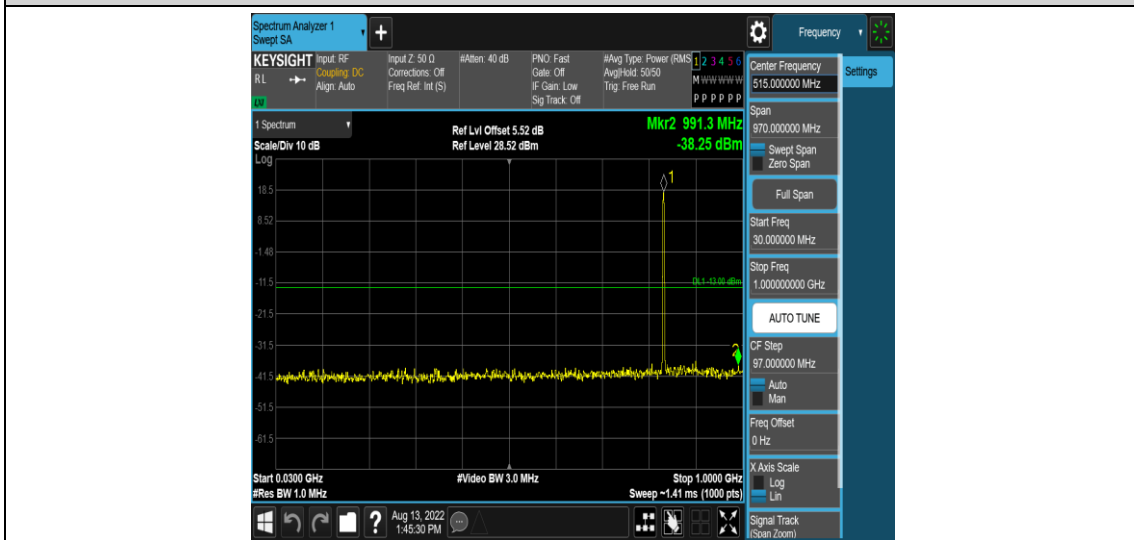 Spectrum Analyzer 1
Swept SA
+
Frequency
KEYSIGHT
RL
LXI
Input: RF
Coupling: DC
Align: Auto
Input Z: 50 Ω
Corrections: Off
Freq Ref: Int (S)
#Atten: 40 dB
PNO: Fast
Gate: Off
IF Gain: Low
Sig Track: Off
#Avg Type: Power (RMS
Avg|Hold: 50/50
Trig: Free Run
1 2 3 4 5 6
M W W W W W
P P P P P P
1 Spectrum
Scale/Div 10 dB
Ref Lvl Offset 5.52 dB
Ref Level 28.52 dBm
Mkr2 991.3 MHz
-38.25 dBm
Log
18.5
8.52
-1.48
-11.5
-21.5
-31.5
-41.5
-51.5
-61.5
1
DL1 -13.00 dBm
2
Start 0.0300 GHz
#Res BW 1.0 MHz
#Video BW 3.0 MHz
Stop 1.0000 GHz
Sweep ~1.41 ms (1000 pts)
Aug 13, 2022
1:45:30 PM
Center Frequency
515.000000 MHz
Settings
Span
970.000000 MHz
Swept Span
Zero Span
Full Span
Start Freq
30.000000 MHz
Stop Freq
1.000000000 GHz
AUTO TUNE
CF Step
97.000000 MHz
Auto
Man
Freq Offset
0 Hz
X Axis Scale
Log
Lin
Signal Track
(Span Zoom)